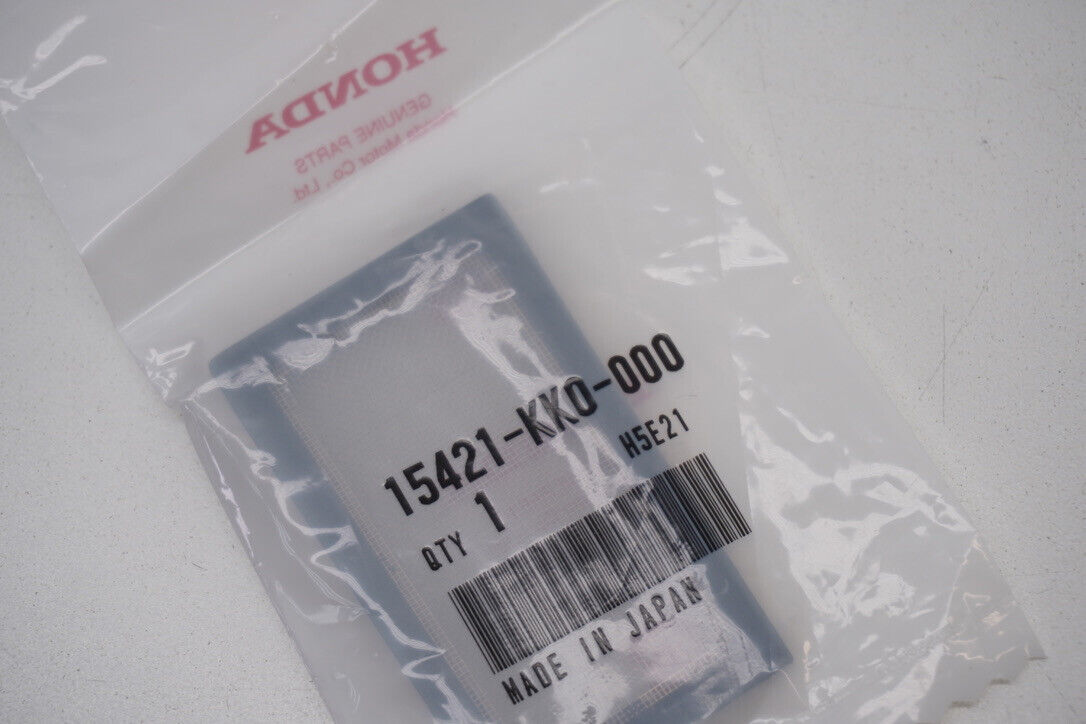 HONDA
GENUINE PARTS
Honda Motor Co., Ltd.
15421-KK0-000
H5E21
QTY 1
MADE IN JAPAN